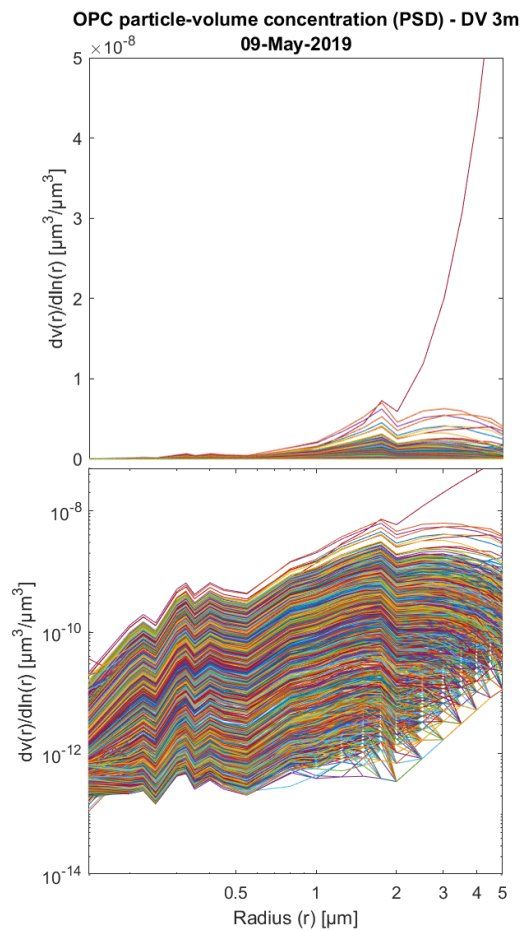 OPC particle-volume concentration (PSD) - DV 3m
09-May-2019
×10⁻⁸
5
4
3
2
1
0
dv(r)/dln(r) [µm³/µm³]
10⁻⁸
10⁻¹⁰
10⁻¹²
10⁻¹⁴
dv(r)/dln(r) [µm³/µm³]
0.5 1 2 3 4 5
Radius (r) [µm]